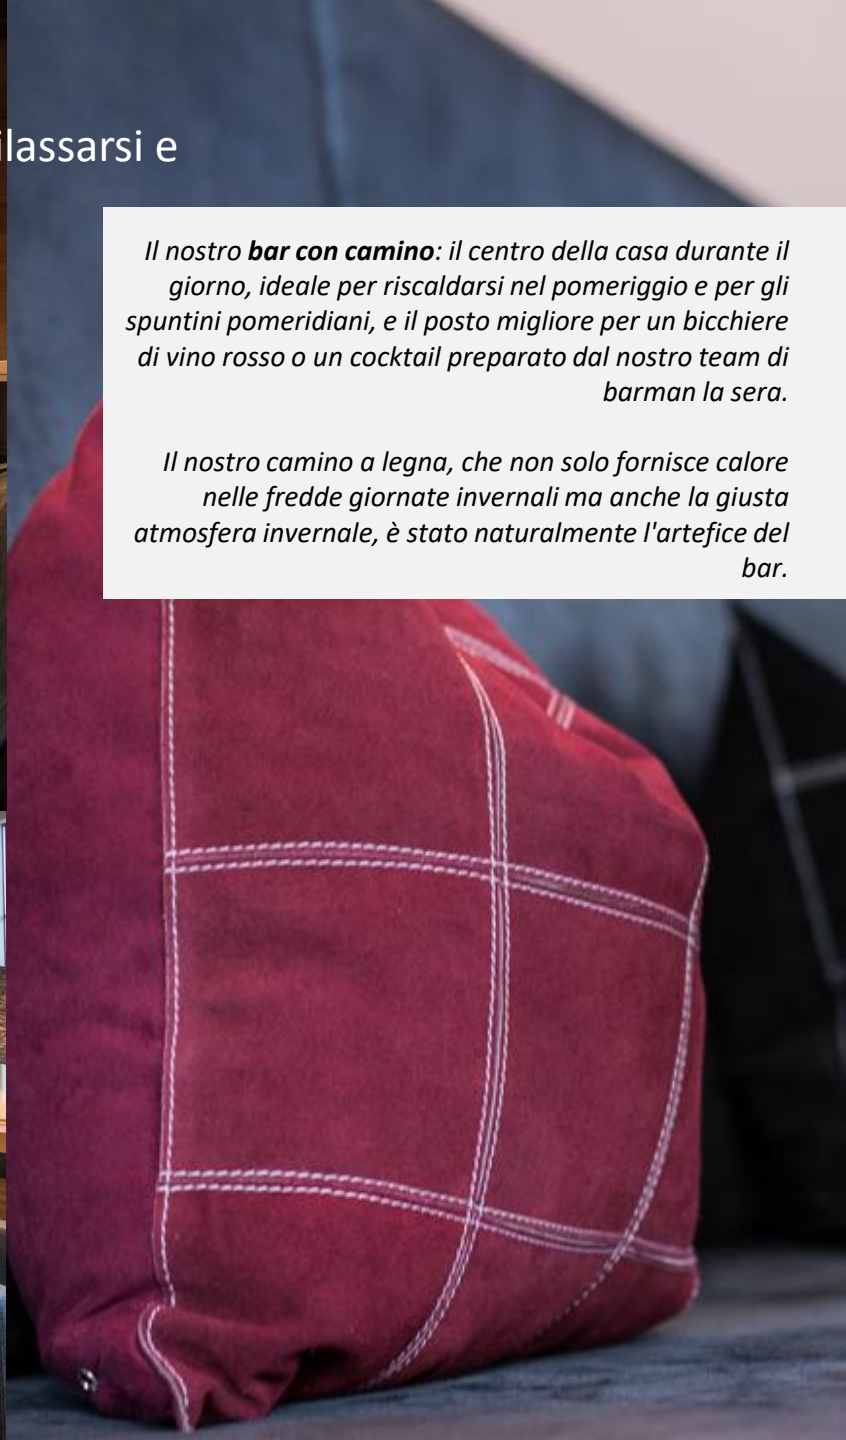 lassarsi e
Il nostro bar con camino: il centro della casa durante il
giorno, ideale per riscaldarsi nel pomeriggio e per gli
spuntini pomeridiani, e il posto migliore per un bicchiere
di vino rosso o un cocktail preparato dal nostro team di
barman la sera.
Il nostro camino a legna, che non solo fornisce calore
nelle fredde giornate invernali ma anche la giusta
atmosfera invernale, è stato naturalmente l'artefice del
bar.